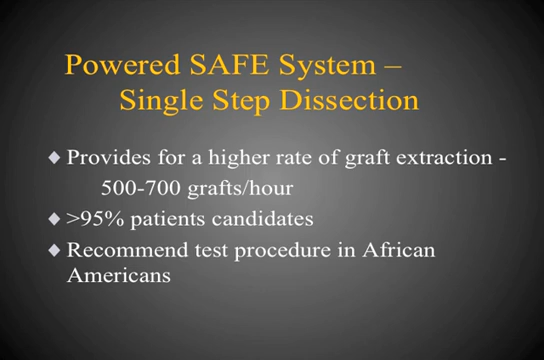 Powered SAFE System –
Single Step Dissection
◆ Provides for a higher rate of graft extraction -
500-700 grafts/hour
◆ >95% patients candidates
◆ Recommend test procedure in African
Americans